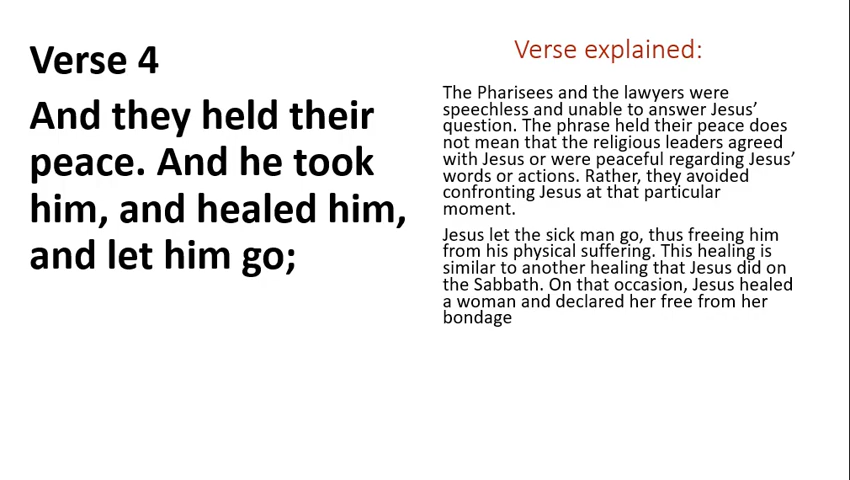 Verse 4
And they held their
peace. And he took
him, and healed him,
and let him go;
Verse explained:
The Pharisees and the lawyers were
speechless and unable to answer Jesus’
question. The phrase held their peace does
not mean that the religious leaders agreed
with Jesus or were peaceful regarding Jesus’
words or actions. Rather, they avoided
confronting Jesus at that particular
moment.
Jesus let the sick man go, thus freeing him
from his physical suffering. This healing is
similar to another healing that Jesus did on
the Sabbath. On that occasion, Jesus healed
a woman and declared her free from her
bondage